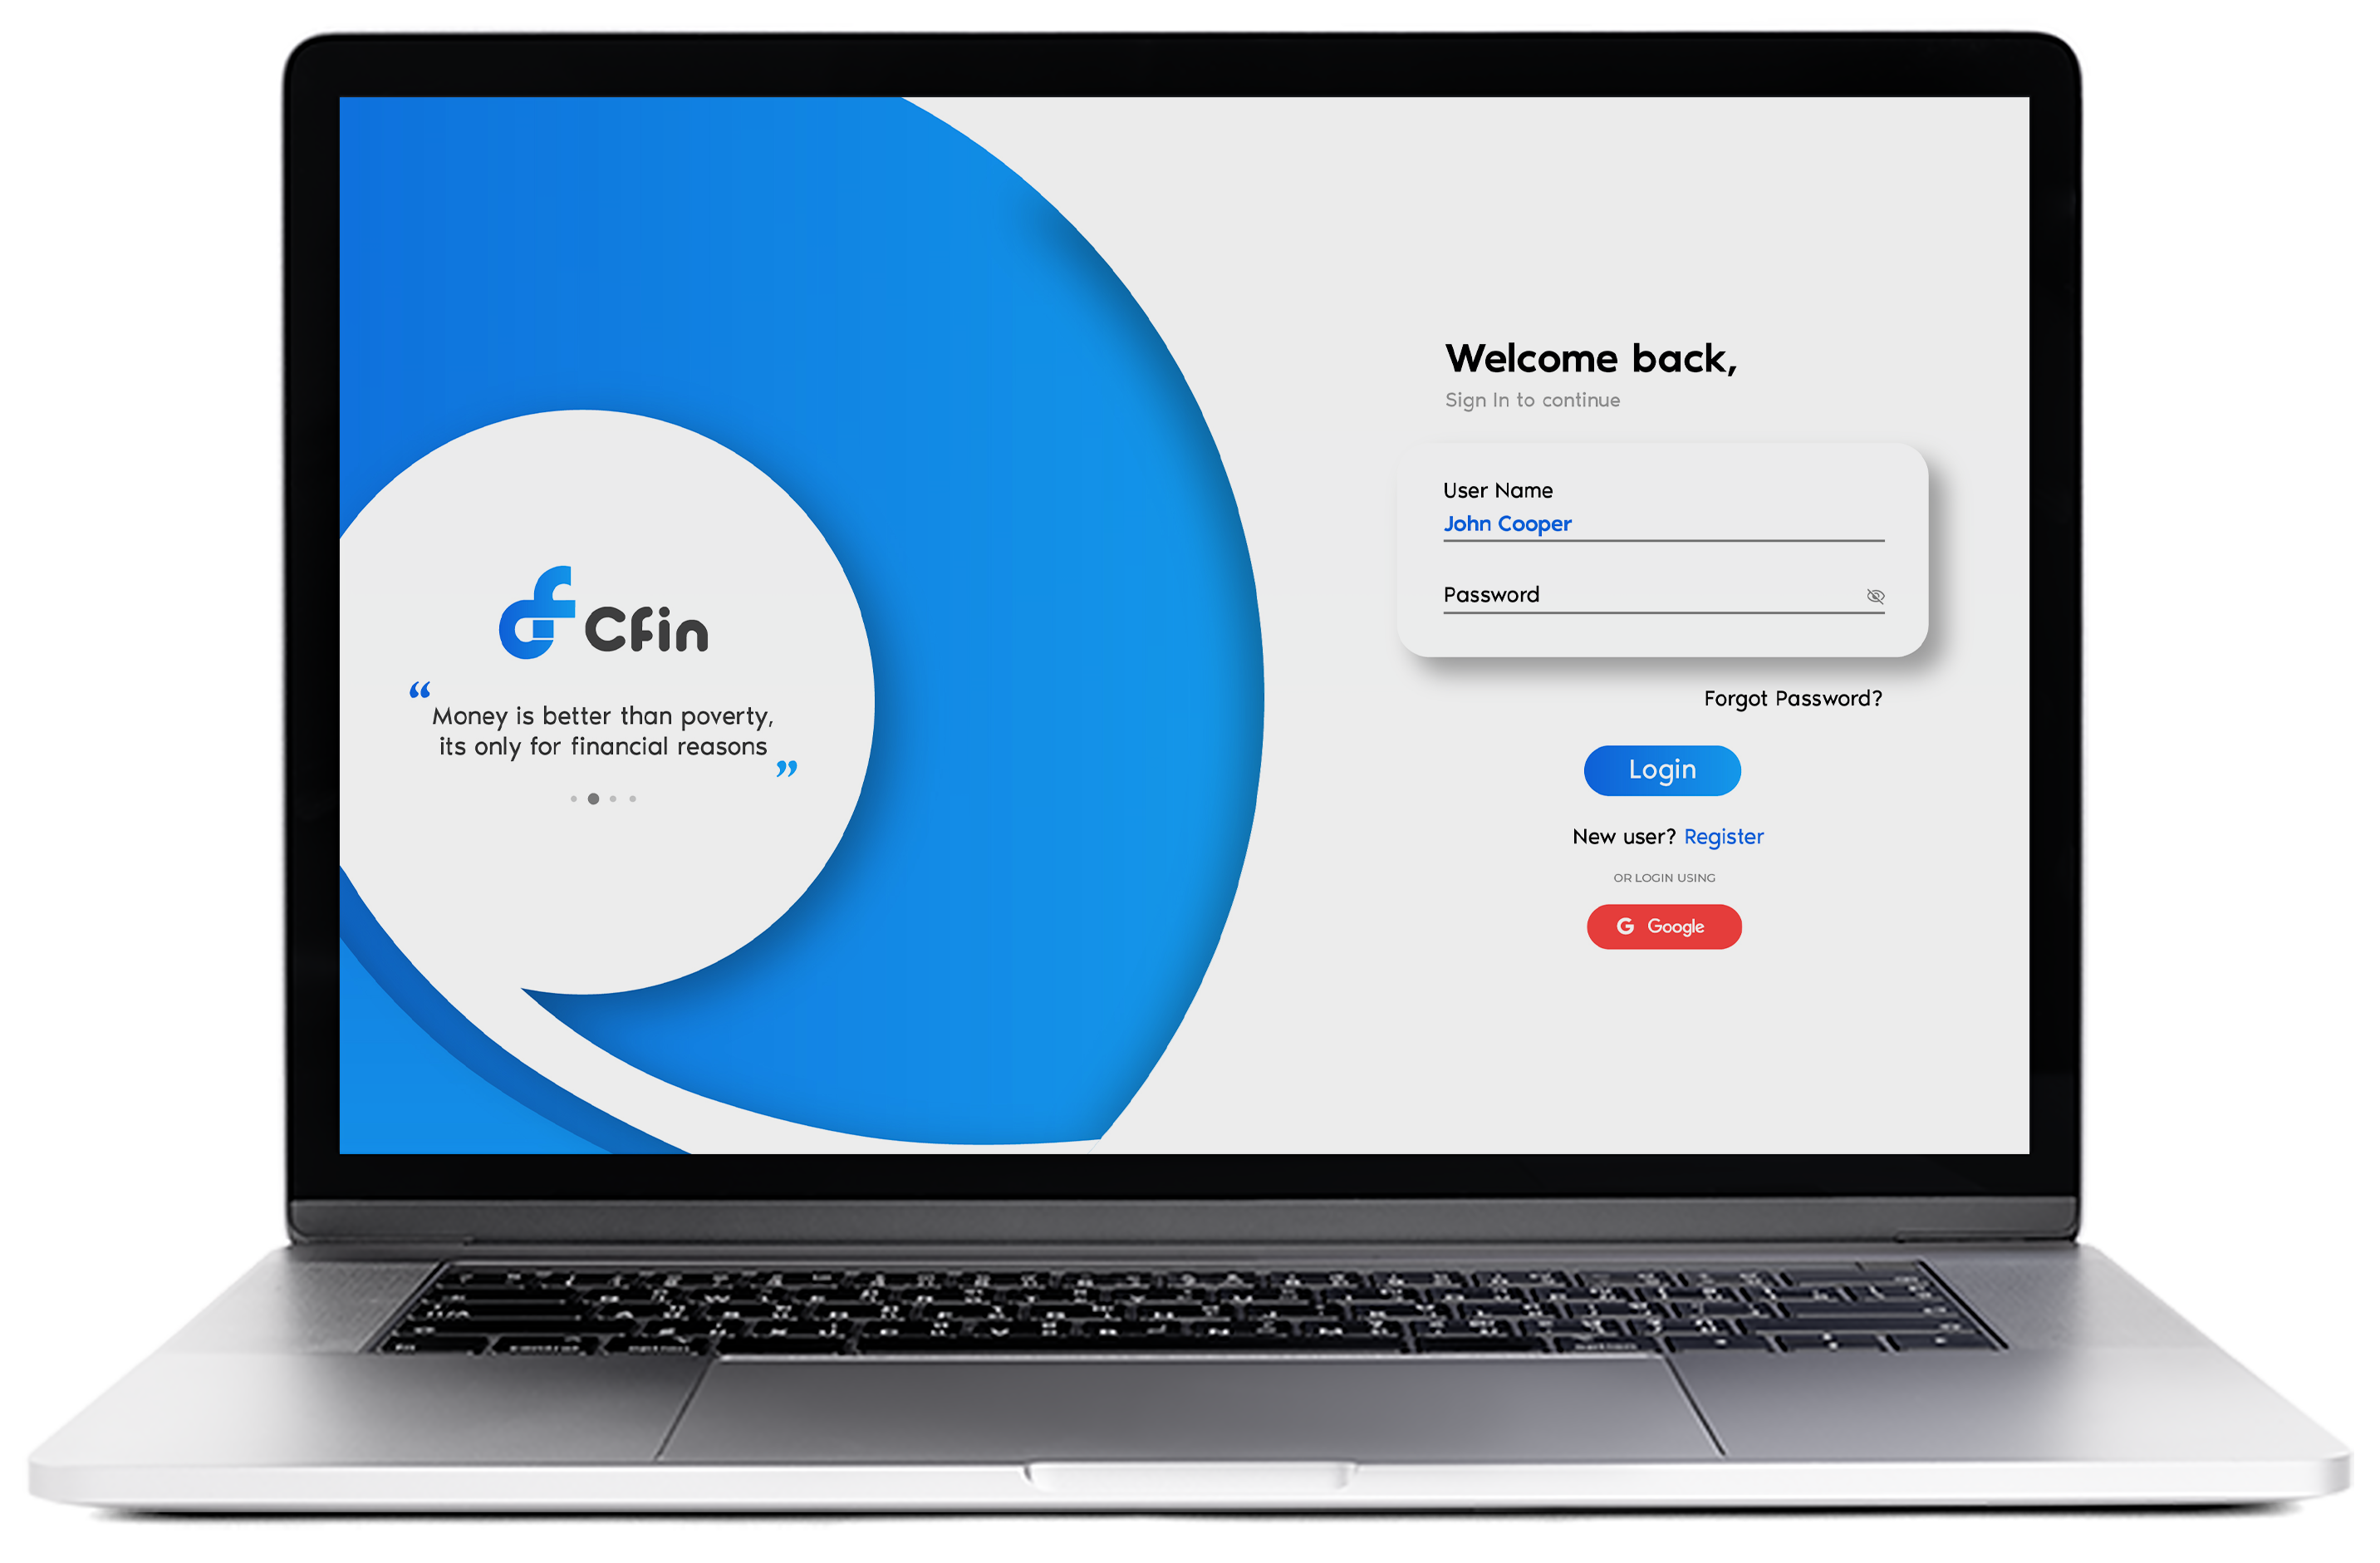 Cfin
“
Money is better than poverty,
its only for financial reasons
”
Welcome back,
Sign In to continue
User Name
John Cooper
Password
Forgot Password?
Login
New user? Register
OR LOGIN USING
G Google